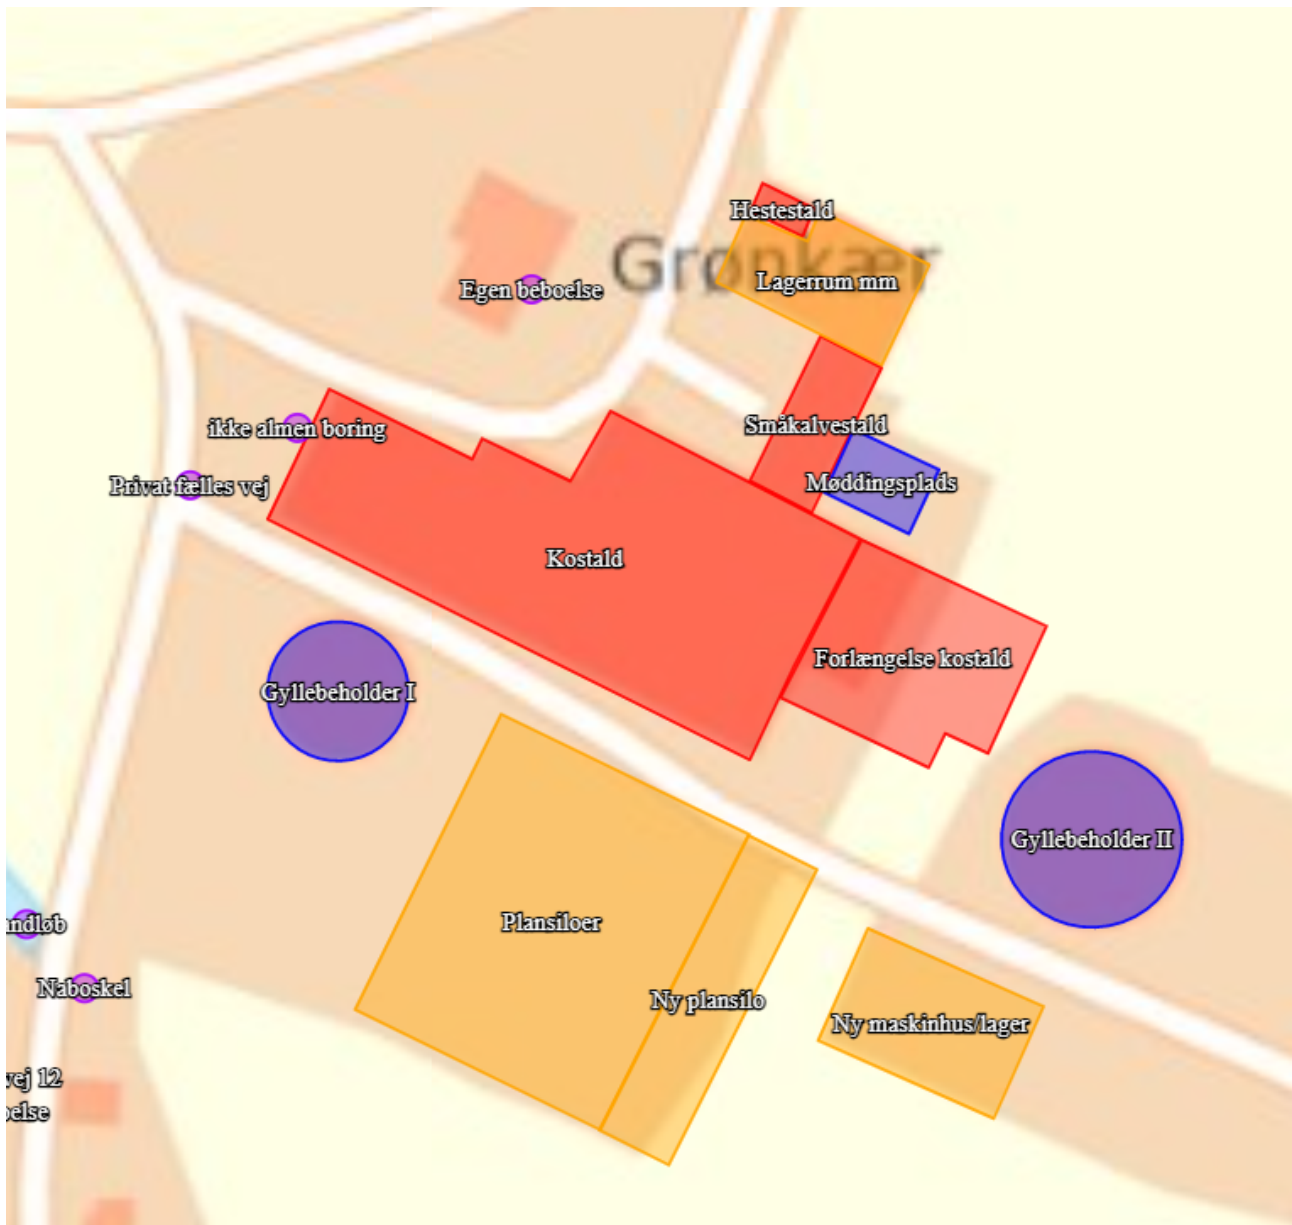 Hestestald
Grønkær
Lagerrum mm
Egen beboelse
Småkalvestald
ikke almen boring
Møddingsplads
Privat fælles vej
Kostald
Forlængelse kostald
Gyllebeholder I
Gyllebeholder II
Plansiloer
ndløb
Naboskel
Ny plansilo
Ny maskinhus/lager
vej 12